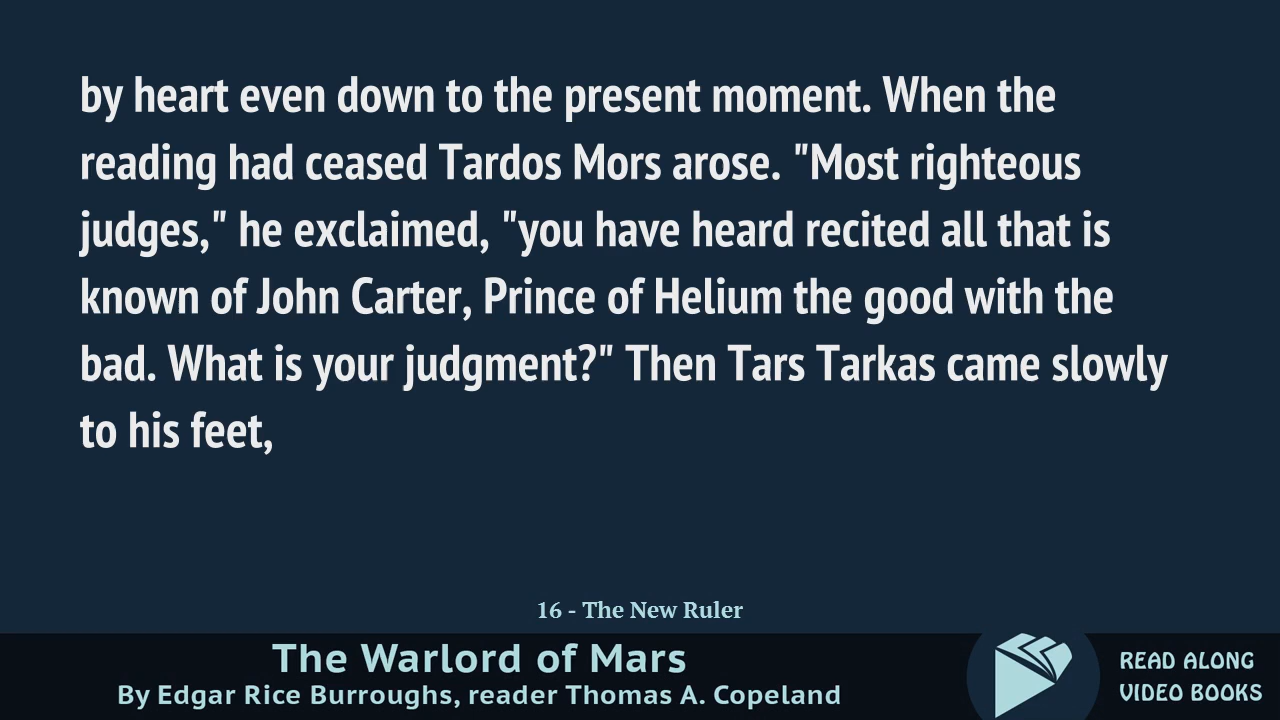 by heart even down to the present moment. When the
reading had ceased Tardos Mors arose. "Most righteous
judges," he exclaimed, "you have heard recited all that is
known of John Carter, Prince of Helium the good with the
bad. What is your judgment?" Then Tars Tarkas came slowly
to his feet,
16 - The New Ruler
The Warlord of Mars
By Edgar Rice Burroughs, reader Thomas A. Copeland
READ ALONG
VIDEO BOOKS